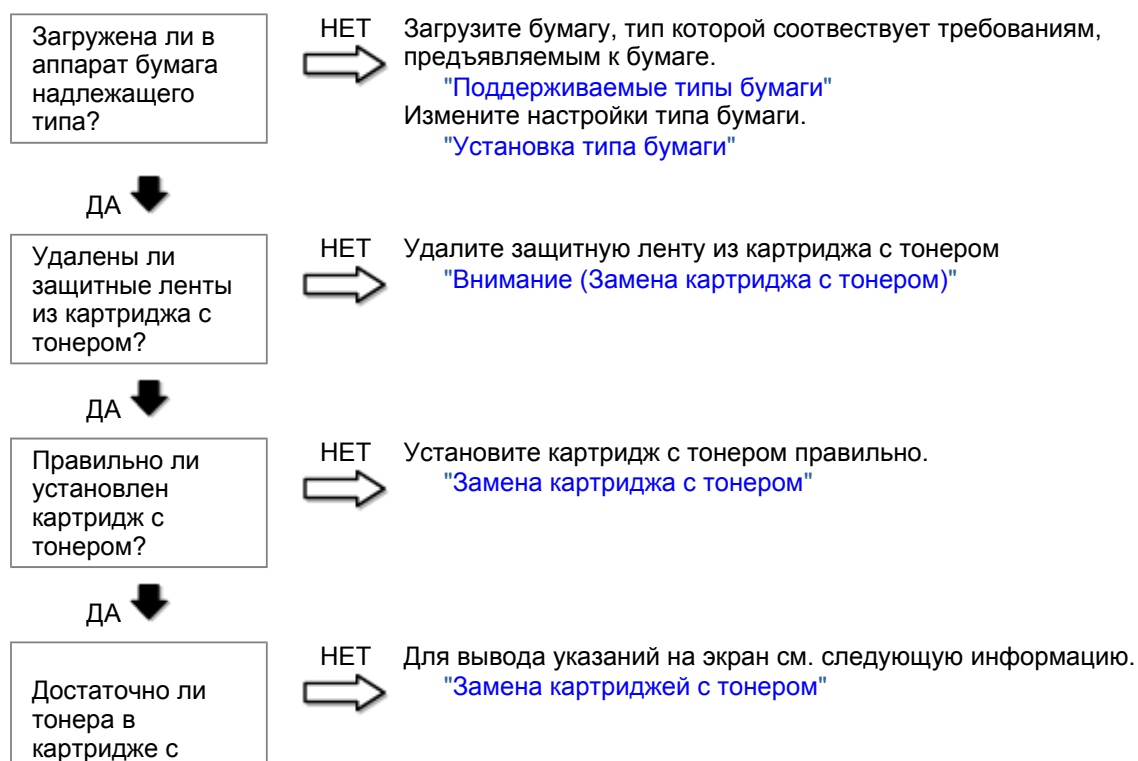 Загружена ли в
аппарат бумага
надлежащего
типа?
НЕТ
Загрузите бумагу, тип которой соотвествует требованиям,
предъявляемым к бумаге.
"Поддерживаемые типы бумаги"
Измените настройки типа бумаги.
"Установка типа бумаги"
ДА
Удалены ли
защитные ленты
из картриджа с
тонером?
НЕТ
Удалите защитную ленту из картриджа с тонером
"Внимание (Замена картриджа с тонером)"
ДА
Правильно ли
установлен
картридж с
тонером?
НЕТ
Установите картридж с тонером правильно.
"Замена картриджа с тонером"
ДА
Достаточно ли
тонера в
картридже с
НЕТ
Для вывода указаний на экран см. следующую информацию.
"Замена картриджей с тонером"